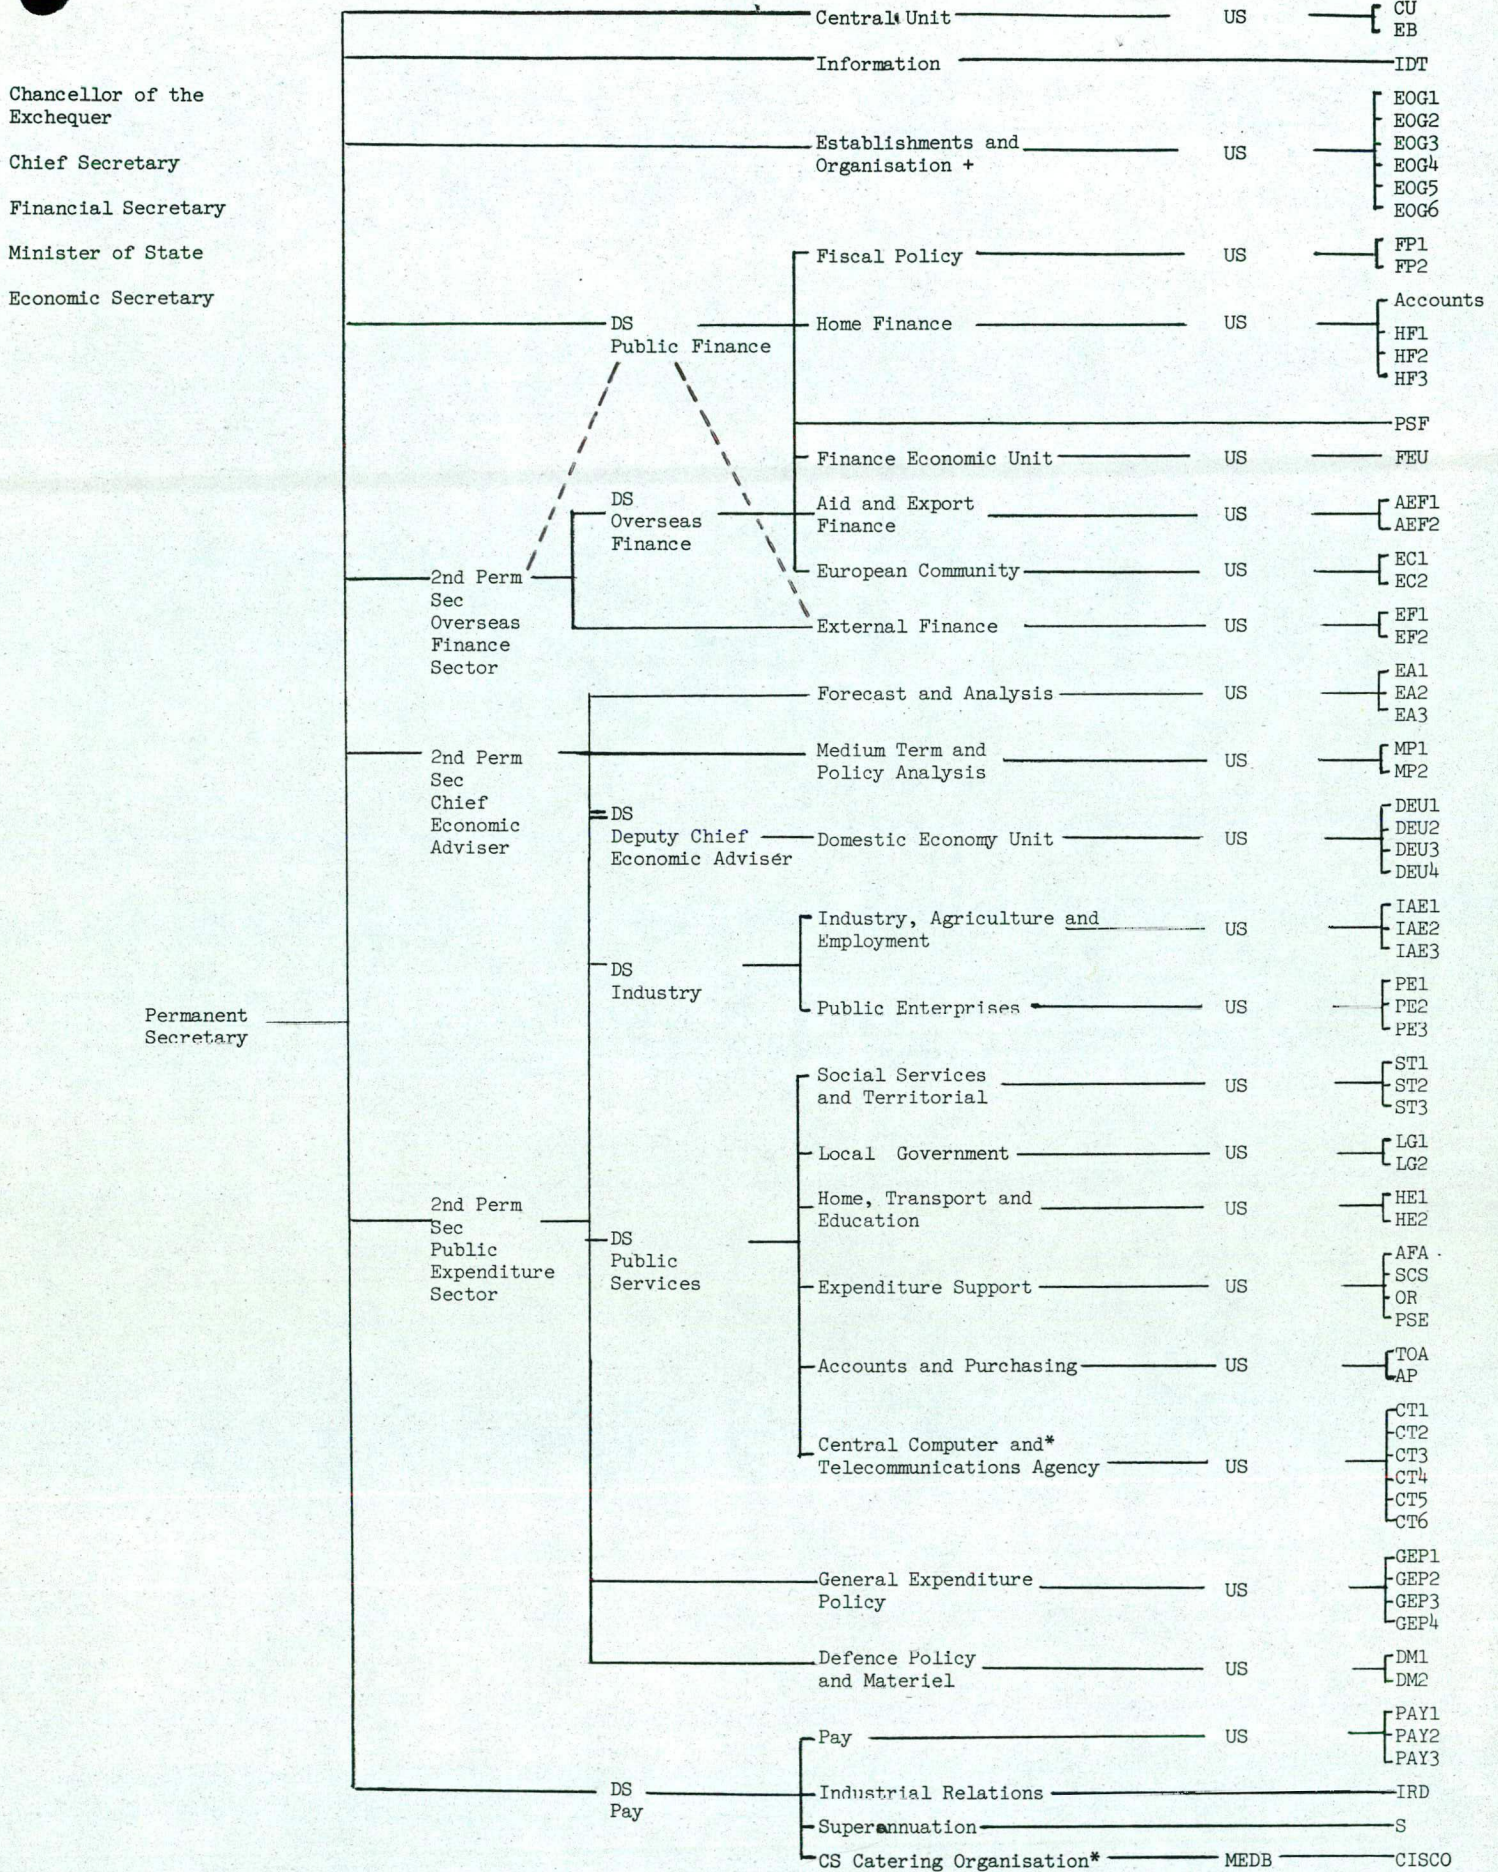 Central Unit US CU
EB
Information IDT
Chancellor of the
Exchequer
Chief Secretary
Financial Secretary
Minister of State
Economic Secretary
Establishments and
Organisation + US
EOG1
EOG2
EOG3
EOG4
EOG5
EOG6
Fiscal Policy US FP1
FP2
DS
Public Finance
Home Finance US Accounts
HF1
HF2
HF3
PSF
Finance Economic Unit US FEU
2nd Perm
Sec
Overseas
Finance
Sector
DS
Overseas
Finance
Aid and Export
Finance US AEF1
AEF2
European Community US EC1
EC2
External Finance US EF1
EF2
Forecast and Analysis US EA1
EA2
EA3
2nd Perm
Sec
Chief
Economic
Adviser
Medium Term and
Policy Analysis US MP1
MP2
DS
Deputy Chief
Economic Adviser
Domestic Economy Unit US DEU1
DEU2
DEU3
DEU4
DS
Industry
Industry, Agriculture and
Employment US IAE1
IAE2
IAE3
Public Enterprises US PE1
PE2
PE3
Permanent
Secretary
Social Services
and Territorial US ST1
ST2
ST3
Local Government US LG1
LG2
2nd Perm
Sec
Public
Expenditure
Sector
DS
Public
Services
Home, Transport and
Education US HE1
HE2
Expenditure Support US AFA
SCS
OR
PSE
Accounts and Purchasing US TOA
AP
Central Computer and*
Telecommunications Agency US CT1
CT2
CT3
CT4
CT5
CT6
General Expenditure
Policy US GEP1
GEP2
GEP3
GEP4
Defence Policy
and Materiel US DM1
DM2
DS
Pay
Pay US PAY1
PAY2
PAY3
Industrial Relations IRD
Superannuation S
CS Catering Organisation* MEDB CISCO